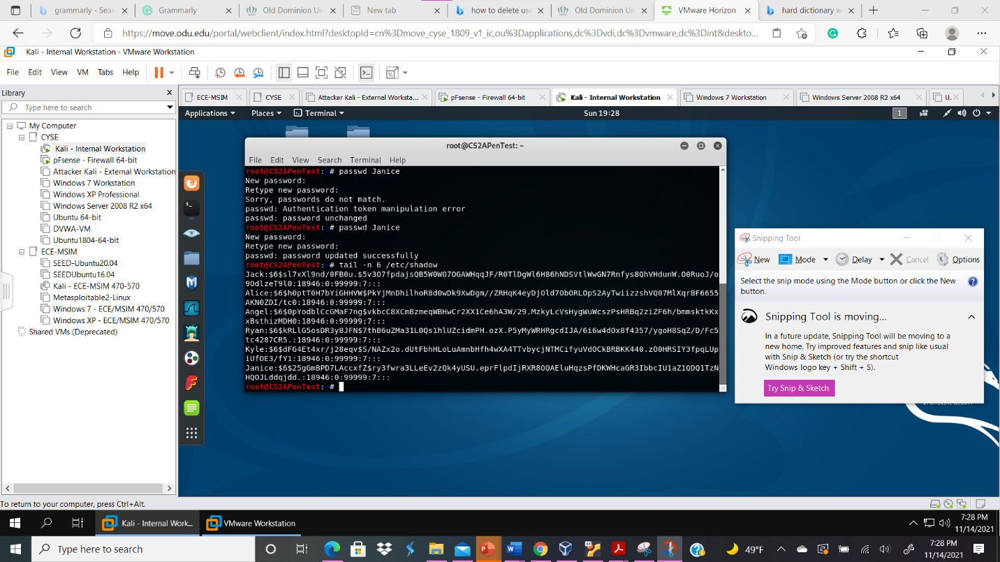 grammarly - Sear
Grammarly
Old Dominion Un
New tab
how to delete use
Old Dominion Un
VMware Horizon
hard dictionary w
https://move.odu.edu/portal/webclient/index.html?desktopId=cn%3Dmove_cyse_1809_v1_ic,ou%3Dapplications,dc%3Dvdi,dc%3Dvmware,dc%3Dint&deskto...
Kali - Internal Workstation - VMware Workstation
File Edit View VM Tabs Help
Library
Type here to search
ECE-MSIM
CYSE
Attacker Kali - External Worksta...
pFsense - Firewall 64-bit
Kali - Internal Workstation
Windows 7 Workstation
Windows Server 2008 R2 x64
U.
My Computer
CYSE
Kali - Internal Workstation
pFsense - Firewall 64-bit
Attacker Kali - External Workstation
Windows 7 Workstation
Windows XP Professional
Windows Server 2008 R2 x64
Ubuntu 64-bit
DVWA-VM
Ubuntu1804-64-bit
ECE-MSIM
SEED-Ubuntu20.04
SEEDUbuntu16.04
Kali - ECE-MSIM 470-570
Metasploitable2-Linux
Windows 7 - ECE/MSIM 470/570
Windows XP - ECE/MSIM 470/570
Shared VMs (Deprecated)
Applications Places Terminal
Sun 19:28
1
root@CS2APenTest: ~
File Edit View Search Terminal Help
root@CS2APenTest:~# passwd Janice
New password:
Retype new password:
Sorry, passwords do not match.
passwd: Authentication token manipulation error
passwd: password unchanged
root@CS2APenTest:~# passwd Janice
New password:
Retype new password:
passwd: password updated successfully
root@CS2APenTest:~# tail -n 6 /etc/shadow
Jack:$6$sl7xXl9nd/0FB0u.$5v3O7fpdajsQB5W0WO7OGAWHqqJF/R0TlDgWl6H86hNDSVtlWwGN7Rnfys8QhVHdunW.O0RuoJ/o
9OdlzeT9l0:18946:0:99999:7:::
Alice:$6$h0ptT0H7bYiGHHVW$PkYjMnDhilhoR8d0wDk9XwDgm//ZRHqK4eyDjOld7ObORLOpS2AyTwiizzshVQ07MlXqrBF6655
AKN0ZDI/tc0:18946:0:99999:7:::
Angel:$6$0pYodblCcGMaF7ng$vkbcC8XCmBzmeqWBHwCr2XX1Ce6hA3W/29.MzkyLcVsHygWuWcszPsHRBq2ziZF6h/bmmsktkKx
xBsthizMDH0:18946:0:99999:7:::
Ryan:$6$kRLlG5osDR3y8JFN$7thB6uZMa31L0Qs1hlUZcidmPH.ozX.P5yMyWRHRgcdIJA/6i6w4dOx8f4357/ygoH8SqZ/D/Fc5
tc4287CR5.:18946:0:99999:7:::
Kyle:$6$dFG4Et4xr/j28eqv$S/NAZx2o.dUtFbhHLoLuAmnbHfh4wXA4TTvbycjNTMCifyuVdOCkBRBKK440.zO0HRSIY3fpqLUp
iUfOE3/fY1:18946:0:99999:7:::
Janice:$6$25gGmBPD7LAccxfZ$ry3fwra3LLeEv2zQk4yUSU.eprFlpdIjRXR8OQAEluHqzsPfDKWHcaGR3IbbcIU1aZ1QDQ1TzN
HQOJLddqjdd.:18946:0:99999:7:::
root@CS2APenTest:~#
Snipping Tool
New Mode Delay Cancel Options
Select the snip mode using the Mode button or click the New
button.
Snipping Tool is moving...
In a future update, Snipping Tool will be moving to a
new home. Try improved features and snip like usual
with Snip & Sketch (or try the shortcut
Windows logo key + Shift + S).
Try Snip & Sketch
BY OFFENSIVE SECURITY
To return to your computer, press Ctrl+Alt.
Kali - Internal Work...
VMware Workstation
7:28 PM
11/14/2021
Type here to search
49°F
7:28 PM
11/14/2021